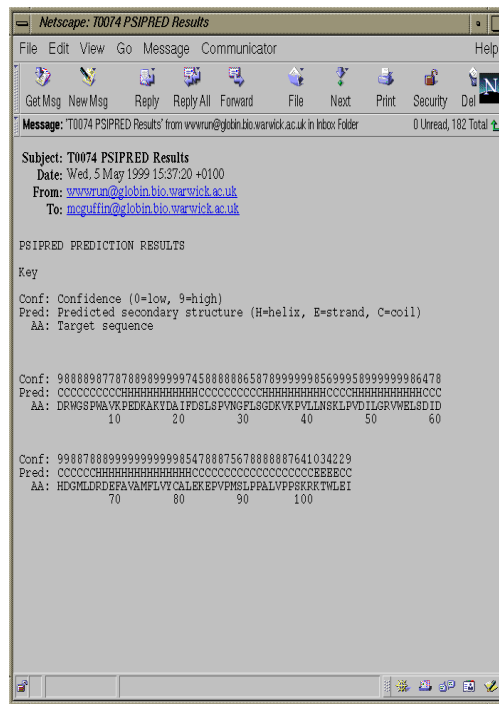 Netscape: T0074 PSIPRED Results
File Edit View Go Message Communicator Help
Get Msg New Msg Reply Reply All Forward File Next Print Security Del N
Message: 'T0074 PSIPRED Results' from wwwrun@globin.bio.warwick.ac.uk in Inbox Folder 0 Unread, 182 Total
Subject: T0074 PSIPRED Results
Date: Wed, 5 May 1999 15:37:20 +0100
From: wwwrun@globin.bio.warwick.ac.uk
To: mcguffin@globin.bio.warwick.ac.uk
PSIPRED PREDICTION RESULTS
Key
Conf: Confidence (0=low, 9=high)
Pred: Predicted secondary structure (H=helix, E=strand, C=coil)
AA: Target sequence
Conf: 988889877878898999997458888886587899999985699958999999986478
Pred: CCCCCCCCCCHHHHHHHHHHHCCCCCCCCCCCHHHHHHHHHCCCCHHHHHHHHHHHCCC
AA: DRWGSPWAVKPEDKAKYDAIFDSLSPVNGFLSGDKVKPVLLNSKLPVDILGRVWELSDID
10 20 30 40 50 60
Conf: 99887888999999999998547888756788888876410 34229
Pred: CCCCCCHHHHHHHHHHHHHHHCCCCCCCCCCCCCCCCCCCEEEECC
AA: HDGMLDRDEFAVAMFLVYCALEKEPVPMSLPPALVPPSKRKTWLEI
70 80 90 100